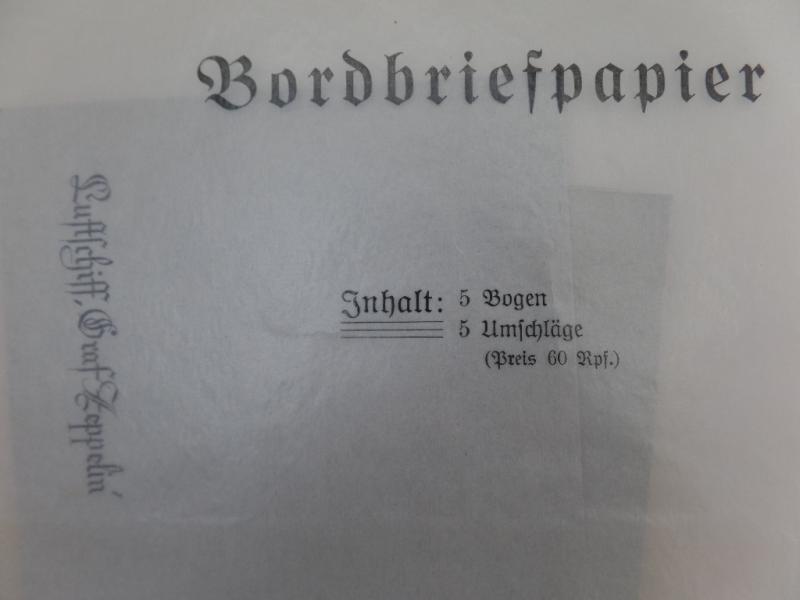 Bordbriefpapier
Inhalt: 5 Bogen
5 Umschläge
(Preis 60 Rpf.)
Luftschiff ‚Graf Zeppelin‘